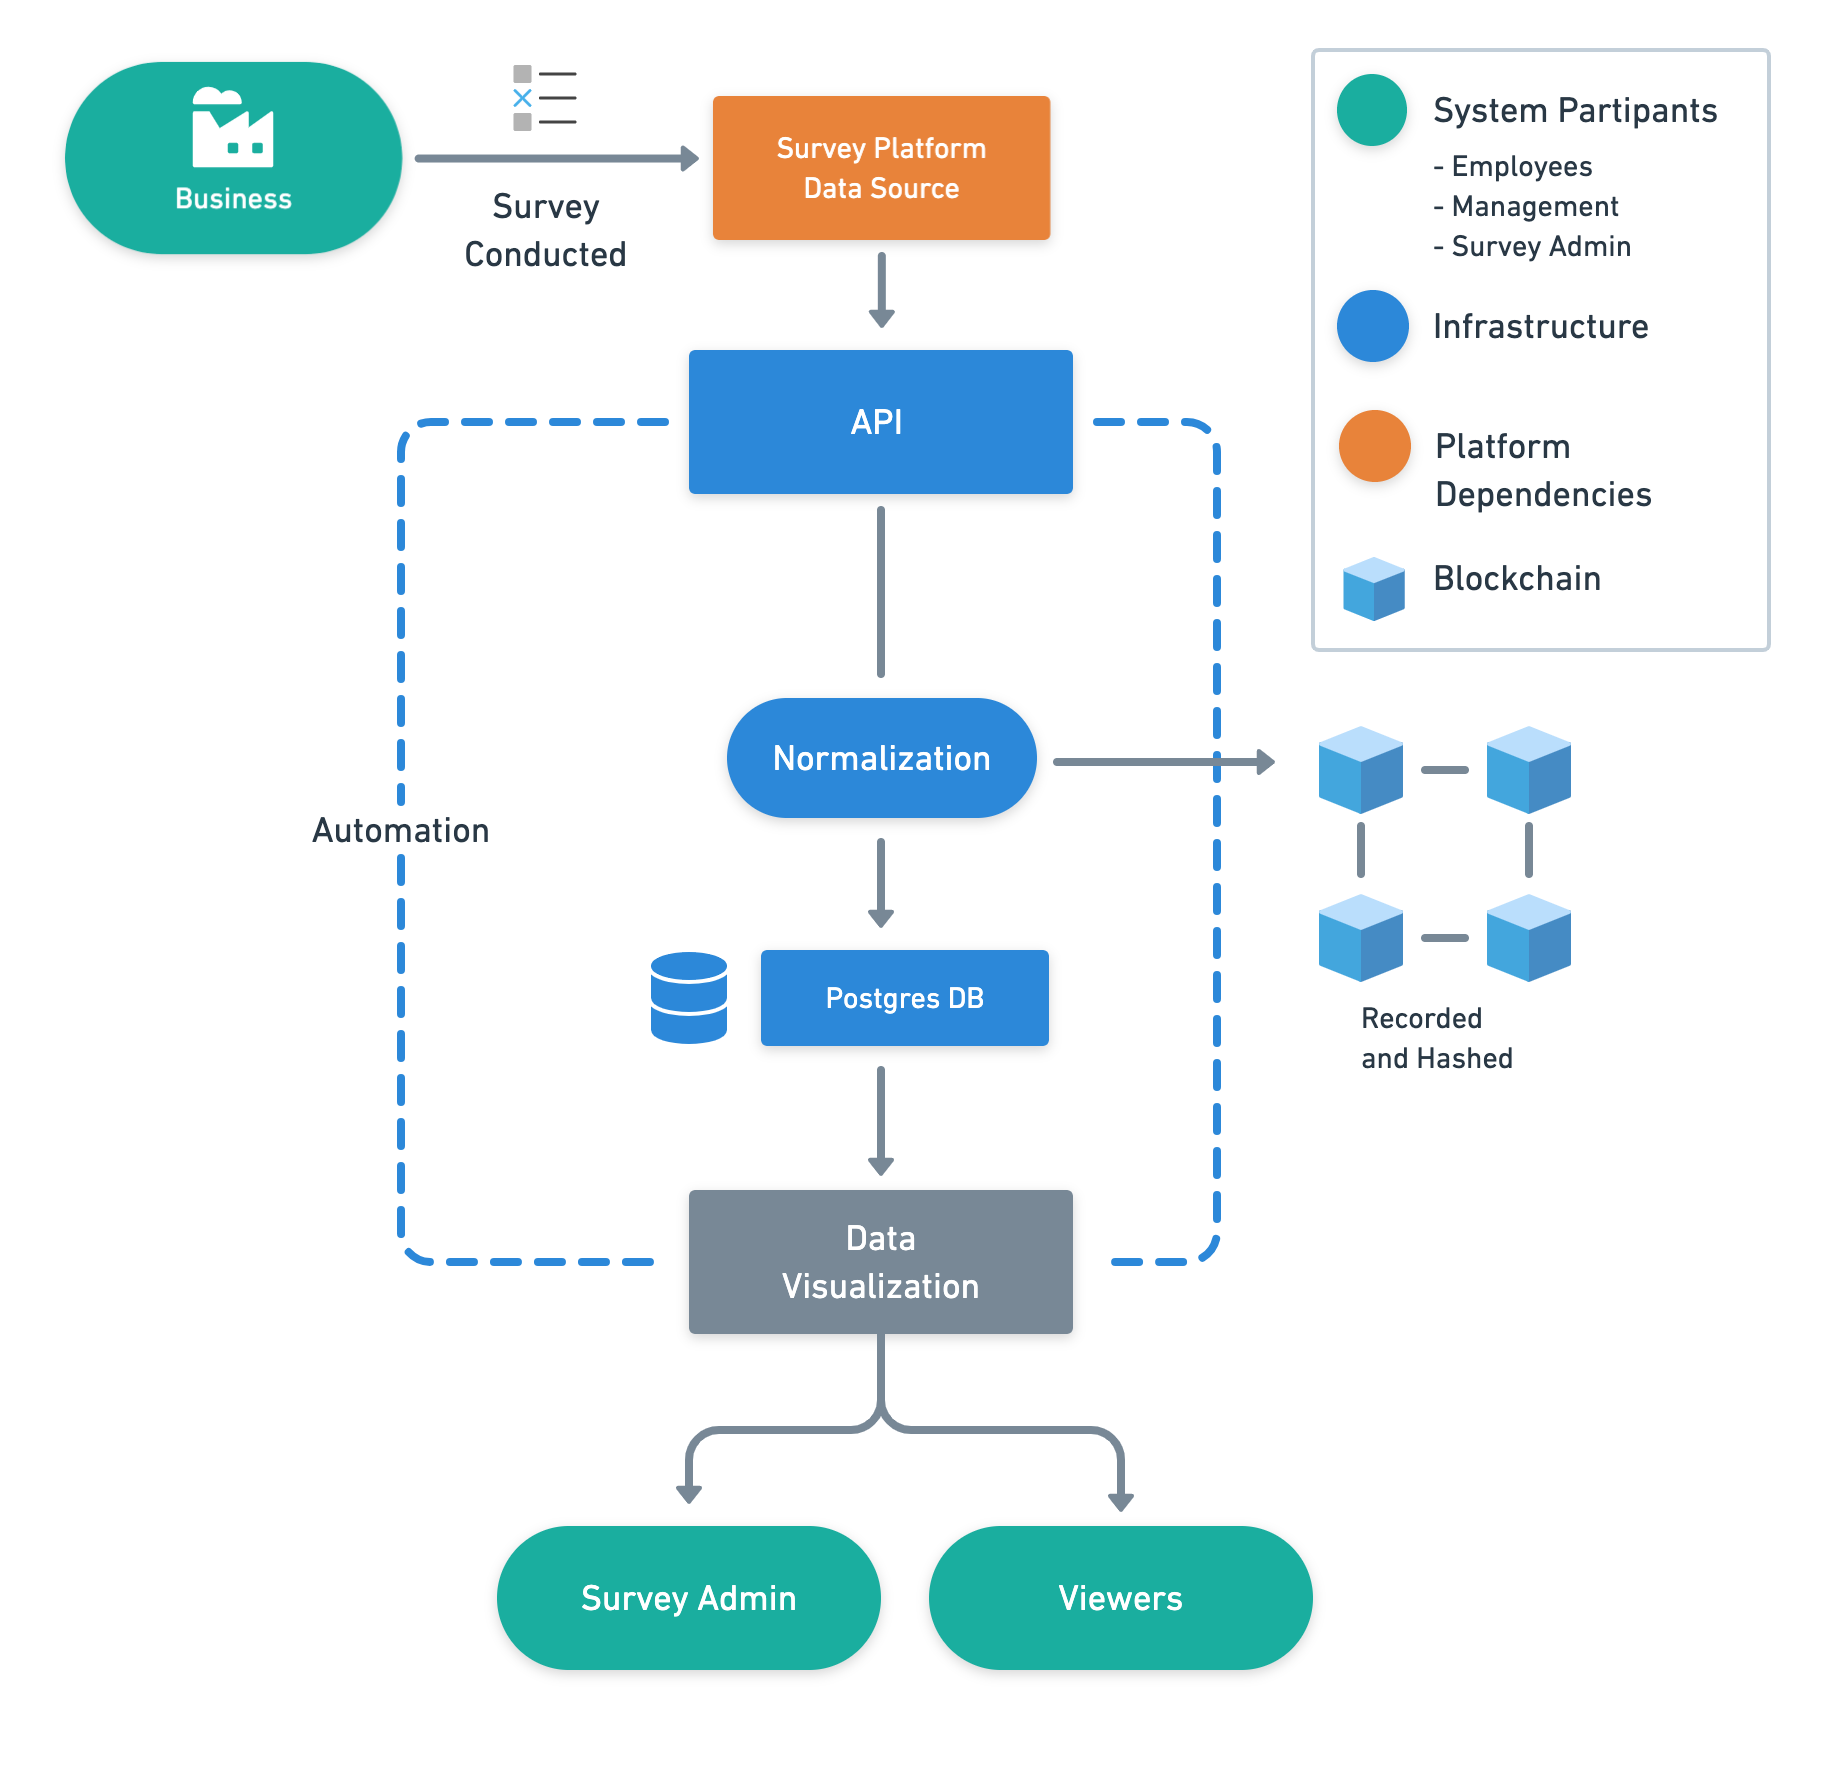 Business
Survey
Conducted
Survey Platform
Data Source
System Partipants
- Employees
- Management
- Survey Admin
Infrastructure
Platform
Dependencies
Blockchain
API
Normalization
Automation
Postgres DB
Recorded
and Hashed
Data
Visualization
Survey Admin
Viewers